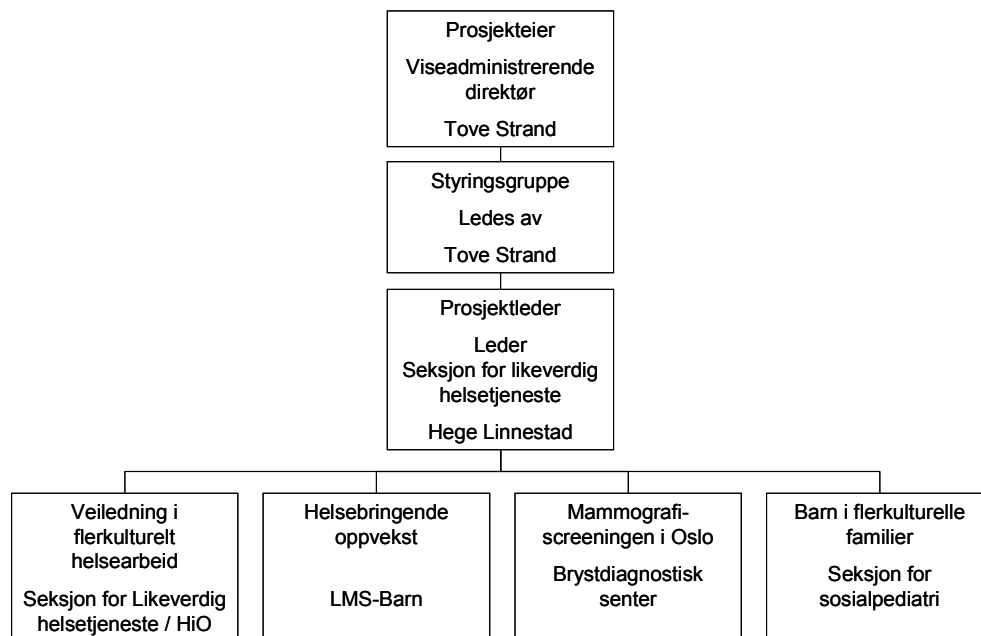 Prosjekteier
Viseadministrerende
direktør
Tove Strand
Styringsgruppe
Ledes av
Tove Strand
Prosjektleder
Leder
Seksjon for likeverdig
helsetjeneste
Hege Linnestad
Veiledning i
flerkulturelt
helsearbeid
Seksjon for Likeverdig
helsetjeneste / HiO
Helsebringende
oppvekst
LMS-Barn
Mammografi-
screeningen i Oslo
Brystdiagnostisk
senter
Barn i flerkulturelle
familier
Seksjon for
sosialpediatri